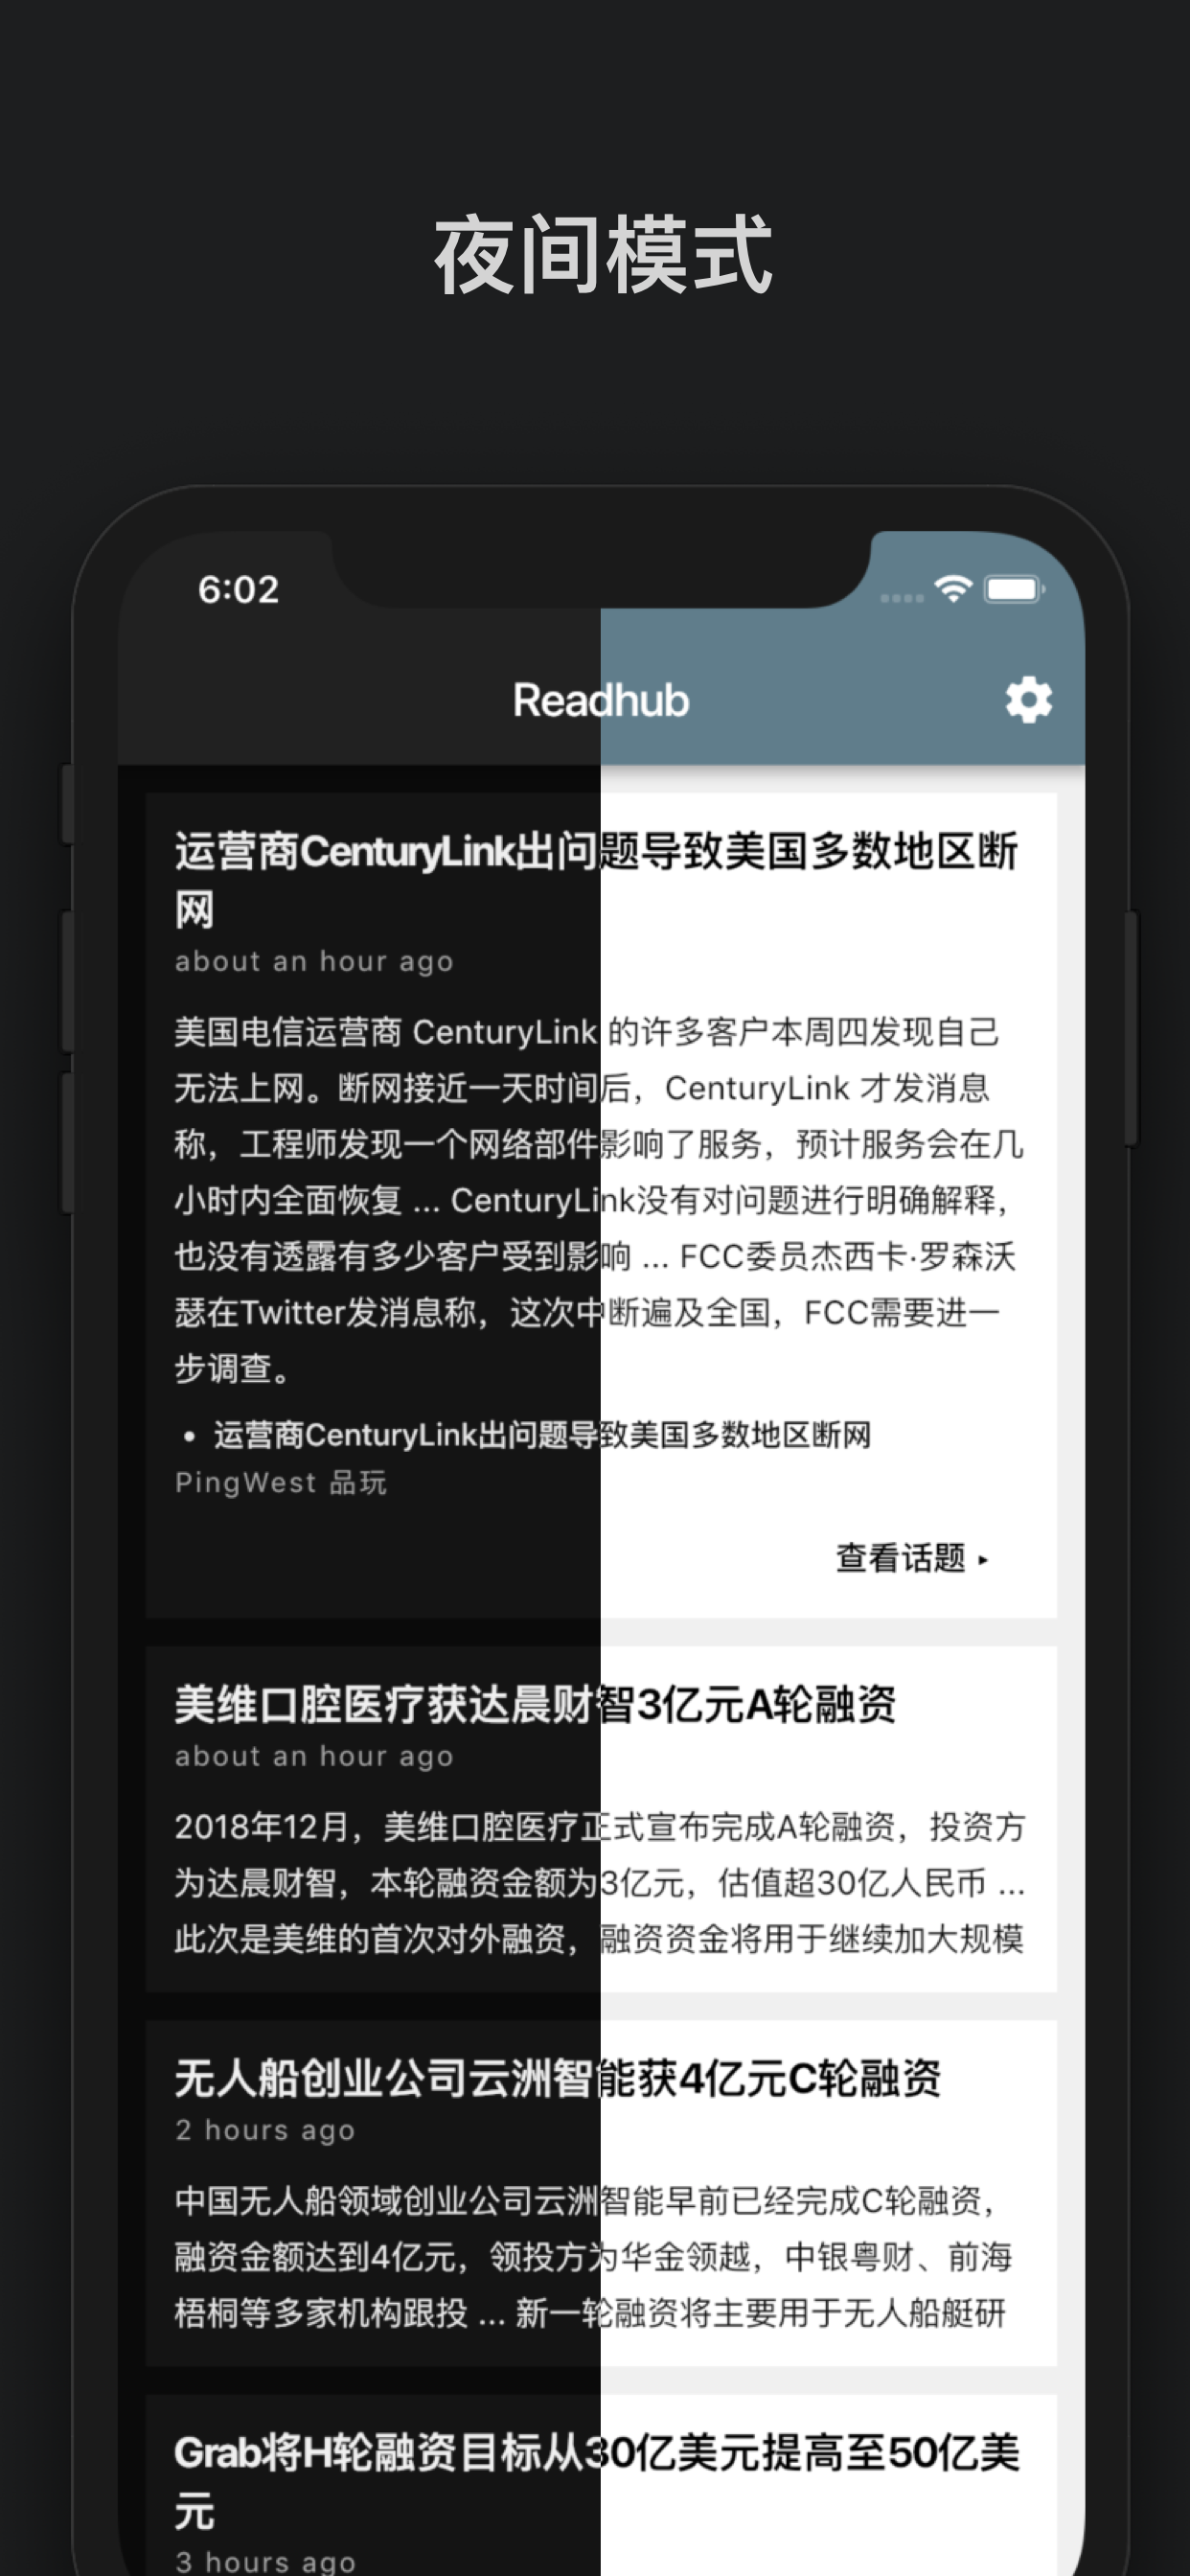 夜间模式
6:02
Readhub
运营商CenturyLink出问题导致美国多数地区断
网
about an hour ago
美国电信运营商 CenturyLink 的许多客户本周四发现自己
无法上网。断网接近一天时间后，CenturyLink 才发消息
称，工程师发现一个网络部件影响了服务，预计服务会在几
小时内全面恢复 ... CenturyLink没有对问题进行明确解释，
也没有透露有多少客户受到影响 ... FCC委员杰西卡·罗森沃
瑟在Twitter发消息称，这次中断遍及全国，FCC需要进一
步调查。
• 运营商CenturyLink出问题导致美国多数地区断网
PingWest 品玩
查看话题 ▸
美维口腔医疗获达晨财智3亿元A轮融资
about an hour ago
2018年12月，美维口腔医疗正式宣布完成A轮融资，投资方
为达晨财智，本轮融资金额为3亿元，估值超30亿人民币 ...
此次是美维的首次对外融资，融资资金将用于继续加大规模
无人船创业公司云洲智能获4亿元C轮融资
2 hours ago
中国无人船领域创业公司云洲智能早前已经完成C轮融资，
融资金额达到4亿元，领投方为华金领越，中银粤财、前海
梧桐等多家机构跟投 ... 新一轮融资将主要用于无人船艇研
Grab将H轮融资目标从30亿美元提高至50亿美
元
3 hours ago